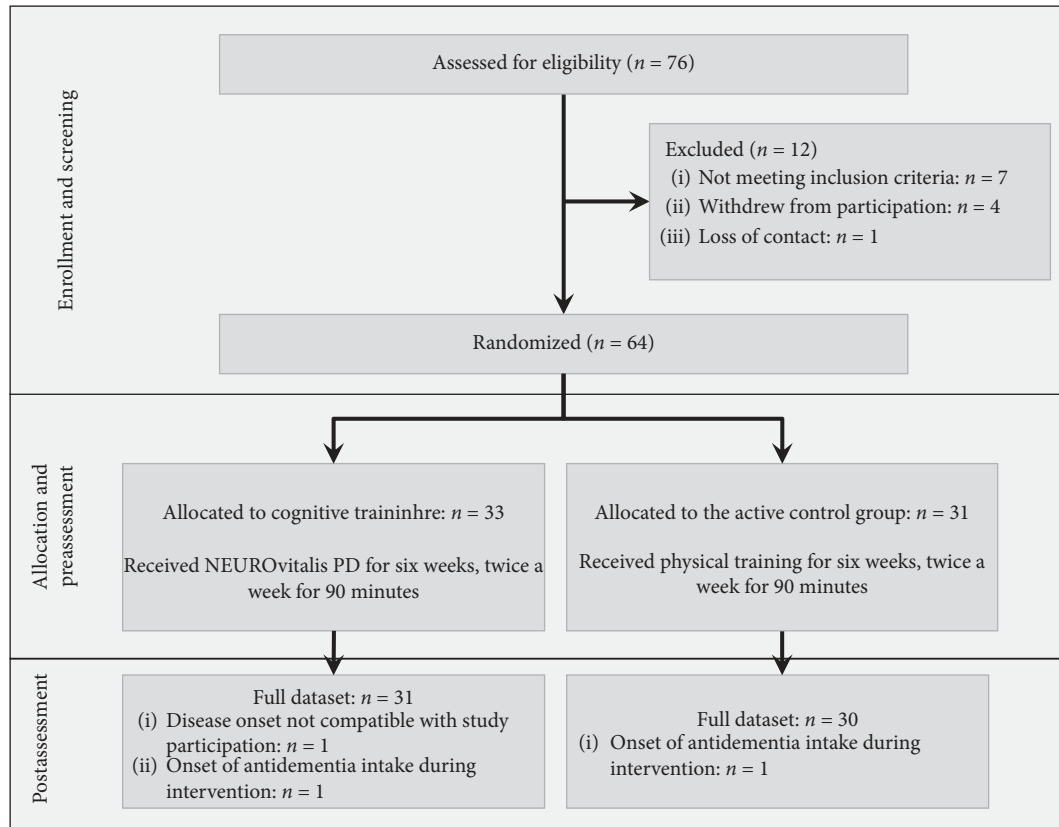 Enrollment and screening
Assessed for eligibility (n = 76)
Excluded (n = 12)
(i) Not meeting inclusion criteria: n = 7
(ii) Withdrew from participation: n = 4
(iii) Loss of contact: n = 1
Randomized (n = 64)
Allocation and
preassessment
Allocated to cognitive traininhre: n = 33
Received NEUROvitalis PD for six weeks, twice a
week for 90 minutes
Allocated to the active control group: n = 31
Received physical training for six weeks, twice a
week for 90 minutes
Postassessment
Full dataset: n = 31
(i) Disease onset not compatible with study
participation: n = 1
(ii) Onset of antidementia intake during
intervention: n = 1
Full dataset: n = 30
(i) Onset of antidementia intake during
intervention: n = 1